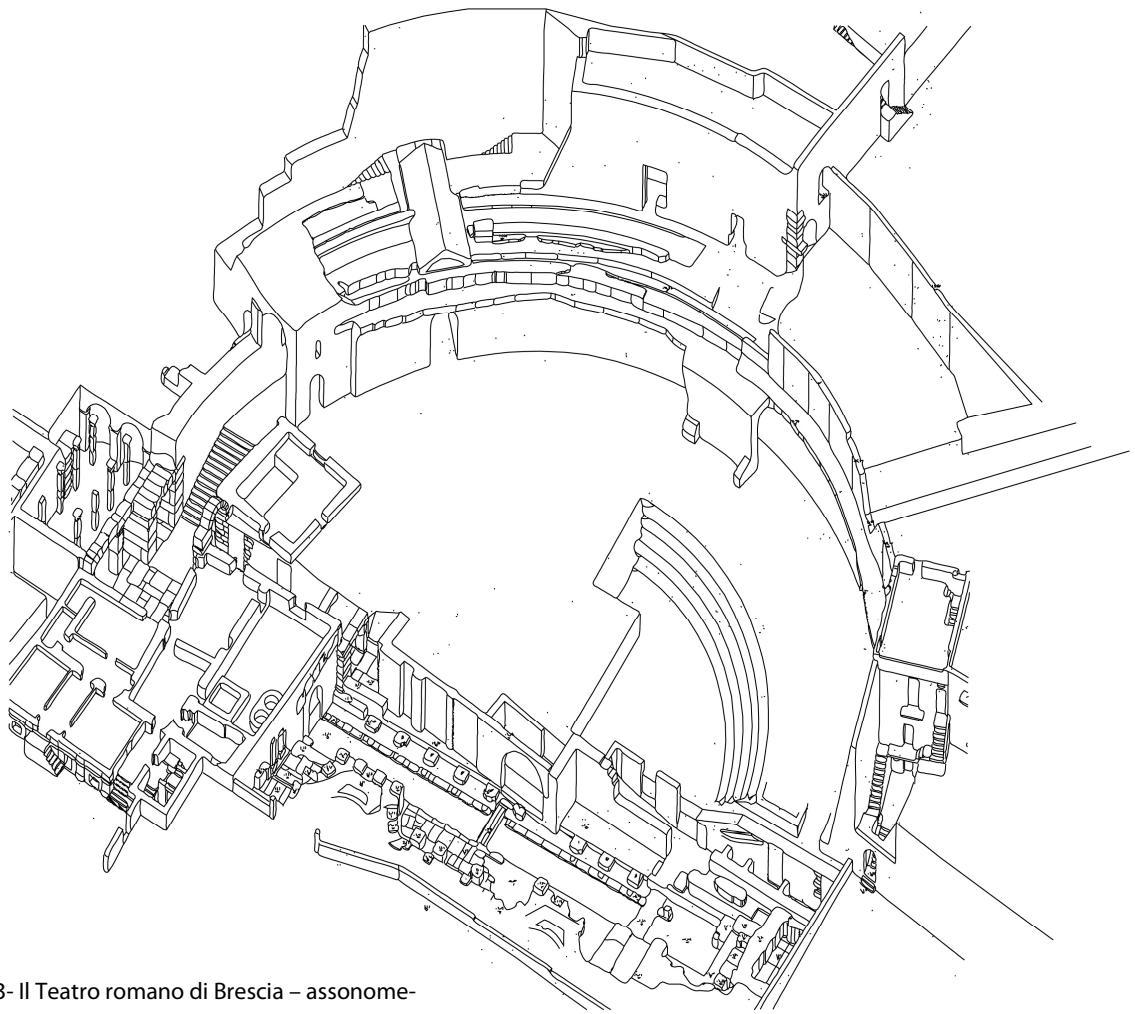 3- Il Teatro romano di Brescia – assonome-